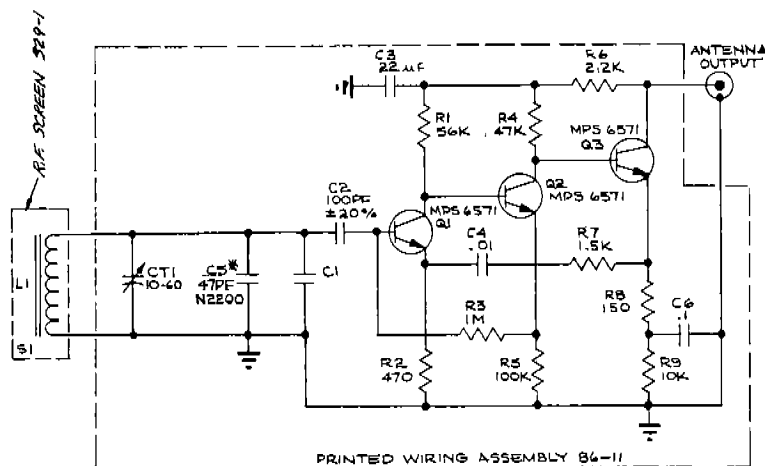 R.F. SCREEN 529-1
ANTENNA
OUTPUT
C3
.22 uF
R6
2.2K
R1
56K
R4
47K
MPS 6571
Q3
C2
100PF
±20%
MPS 6571
Q1
Q2
MPS 6571
C4
.01
R7
1.5K
L1
S1
CT1
10-60
C5*
47PF
N2200
C1
R3
1M
R8
150
C6
.1
R2
470
R5
100K
R9
10K
PRINTED WIRING ASSEMBLY 86-11